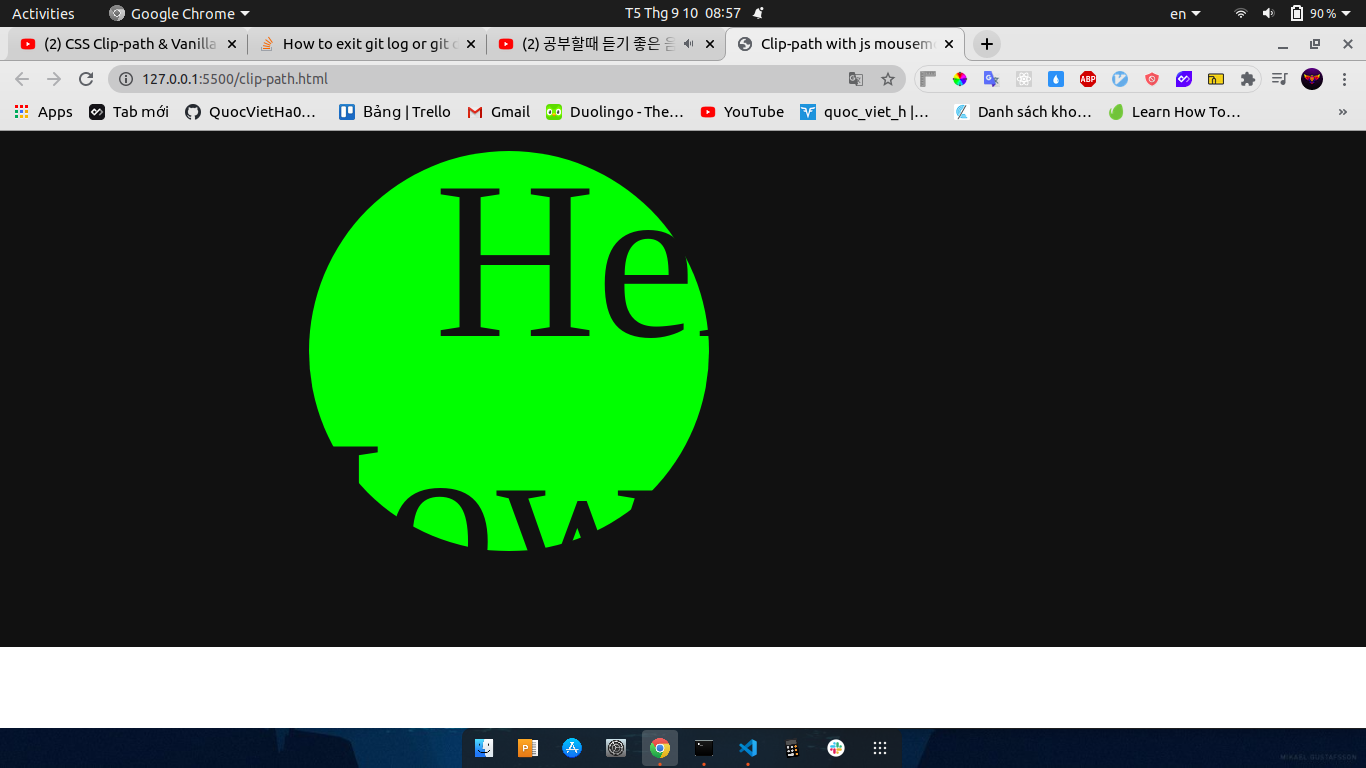 Activities Google Chrome T5 Thg 9 10 08:57 en 90 %
(2) CSS Clip-path & Vanilla How to exit git log or git (2) 공부할때 듣기 좋은 Clip-path with js mousem
127.0.0.1:5500/clip-path.html ABP
Apps Tab mới QuocVietHa0… Bảng | Trello Gmail Duolingo - The… YouTube quoc_viet_h |… Danh sách kho… Learn How To… »
He
ow